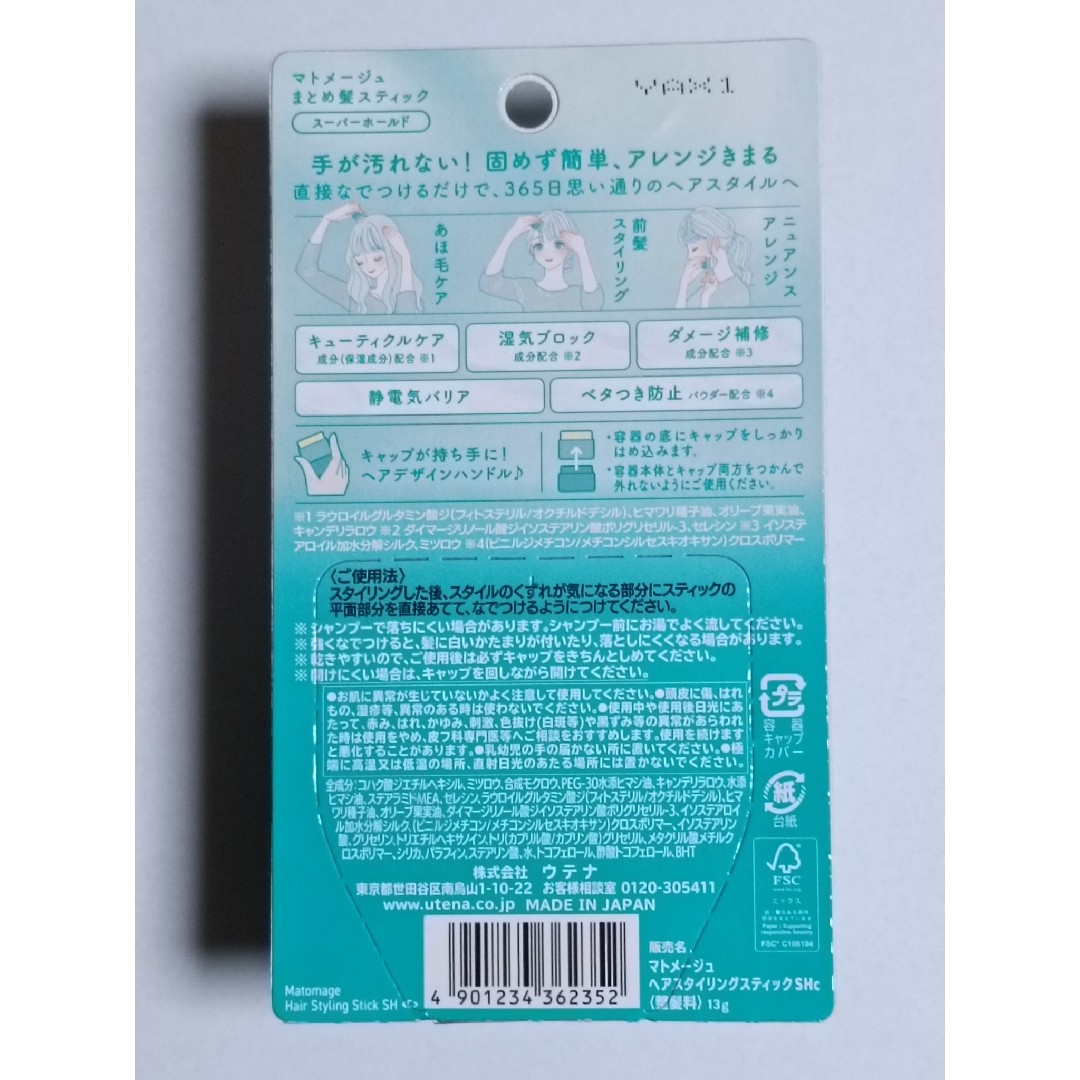 マトメージュ
まとめ髪スティック
スーパーホールド
手が汚れない! 固めず簡単、アレンジきまる
直接なでつけるだけで、365日思い通りのヘアスタイルへ
あほ毛ケア
前髪
スタイリング
ニュアンス
アレンジ
キューティクルケア
成分(保湿成分)配合 ※1
湿気ブロック
成分配合 ※2
ダメージ補修
成分配合 ※3
静電気バリア
ベタつき防止 パウダー配合 ※4
キャップが持ち手に!
ヘアデザインハンドル♪
・容器の底にキャップをしっかり
はめ込みます。
・容器本体とキャップ両方をつかんで
外れないようにご使用ください。
※1 ラウロイルグルタミン酸ジ(フィトステリル/オクチルドデシル)、ヒマワリ種子油、オリーブ果実油、
キャンデリラロウ ※2 ダイマージリノール酸ジイソステアリン酸ポリグリセリル-3、セレシン ※3 イソステ
アロイル加水分解シルク、ミツロウ ※4(ビニルジメチコン/メチコンシルセスキオキサン)クロスポリマー
〈ご使用法〉
スタイリングした後、スタイルのくずれが気になる部分にスティックの
平面部分を直接あてて、なでつけるようにつけてください。
※シャンプーで落ちにくい場合があります。シャンプー前にお湯でよく流してください。
※強くなでつけると、髪に白いかたまりが付いたり、落としにくくなる場合があります。
※乾きやすいので、ご使用後は必ずキャップをきちんとしめてください。
※開けにくい場合は、キャップを回しながら開けてください。
●お肌に異常が生じていないかよく注意して使用してください。●頭皮に傷、はれ
もの、湿疹等、異常のある時は使わないでください。●使用中や使用後日光にあ
たって、赤み、はれ、かゆみ、刺激、色抜け(白斑等)や黒ずみ等の異常があらわれ
た時は使用をやめ、皮フ科専門医等へご相談をおすすめします。使用を続けます
と悪化することがあります。●乳幼児の手の届かない所に置いてください。●極
端に高温又は低温の場所、直射日光のあたる場所には置かないでください。
全成分:コハク酸ジエチルヘキシル、ミツロウ、合成モクロウ、PEG-30水添ヒマシ油、キャンデリラロウ、水添
ヒマシ油、ステアラミドMEA、セレシン、ラウロイルグルタミン酸ジ(フィトステリル/オクチルドデシル)、ヒマ
ワリ種子油、オリーブ果実油、ダイマージリノール酸ジイソステアリン酸ポリグリセリル-3、イソステアロイ
ル加水分解シルク、(ビニルジメチコン/メチコンシルセスキオキサン)クロスポリマー、イソステアリン
酸、グリセリン、トリエチルヘキサノイン、トリ(カプリル酸/カプリン酸)グリセリル、メタクリル酸メチルク
ロスポリマー、シリカ、パラフィン、ステアリン酸、水、トコフェロール、酢酸トコフェロール、BHT
株式会社 ウテナ
東京都世田谷区南烏山1-10-22 お客様相談室 0120-305411
www.utena.co.jp MADE IN JAPAN
プラ
容器
キャップ
カバー
紙
台紙
FSC
www.fsc.org
ミックス
Paper | Supporting
responsible forestry
FSC® C106194
4 901234 362352
販売名
マトメージュ
ヘアスタイリングスティックSHc
〈整髪料〉 13g
Matomage
Hair Styling Stick SH